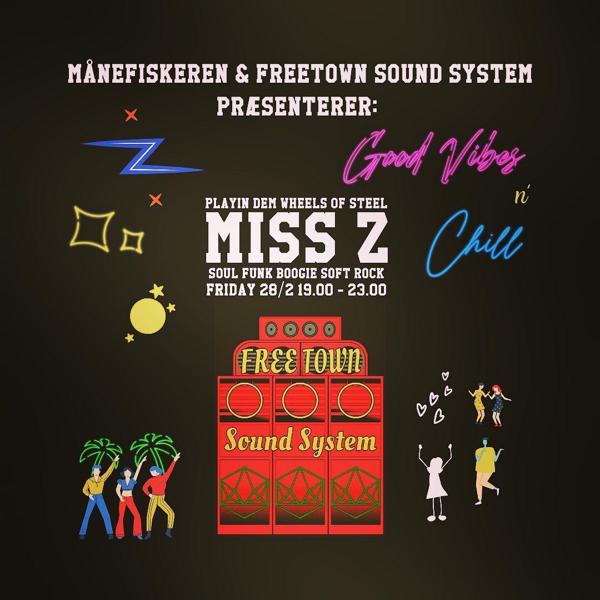 MÅNEFISKEREN & FREETOWN SOUND SYSTEM
PRÆSENTERER:
Good Vibes
n'
Chill
PLAYIN DEM WHEELS OF STEEL
MISS Z
SOUL FUNK BOOGIE SOFT ROCK
FRIDAY 28/2 19.00 - 23.00
FREE TOWN
Sound System